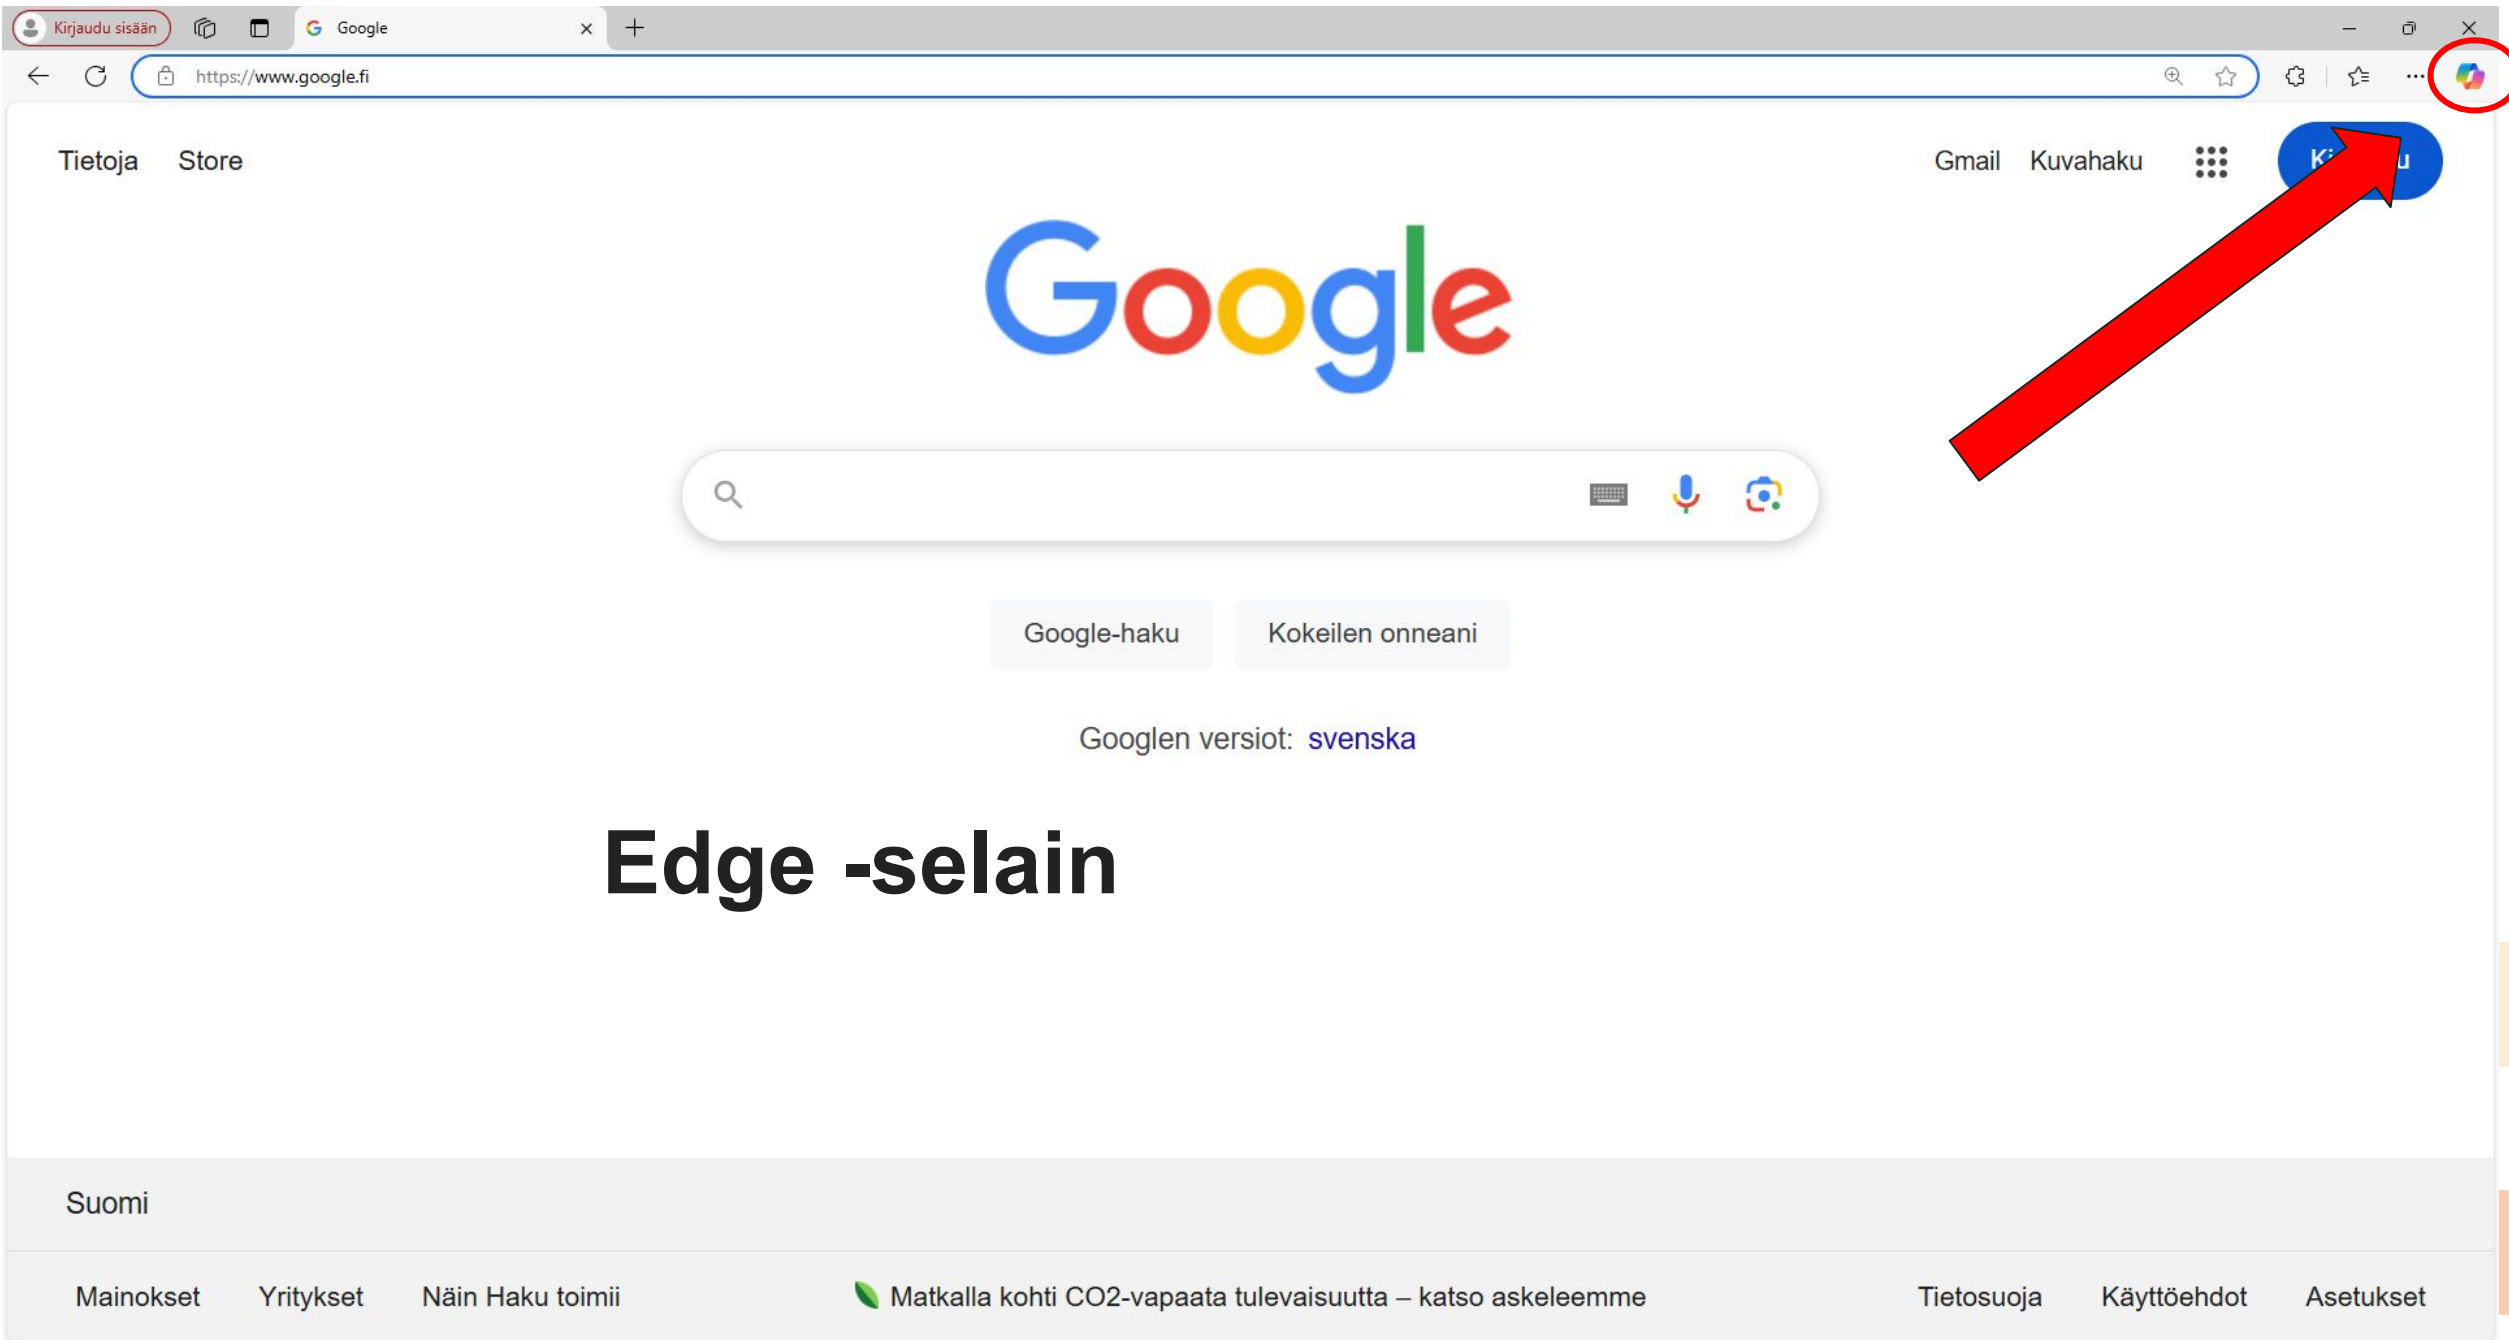 Kirjaudu sisään
Google
https://www.google.fi
Tietoja Store
Gmail Kuvahaku
Google
Google-haku Kokeilen onneani
Googlen versiot: svenska
Edge -selain
Suomi
Mainokset Yritykset Näin Haku toimii Matkalla kohti CO2-vapaata tulevaisuutta – katso askeleemme Tietosuoja Käyttöehdot Asetukset